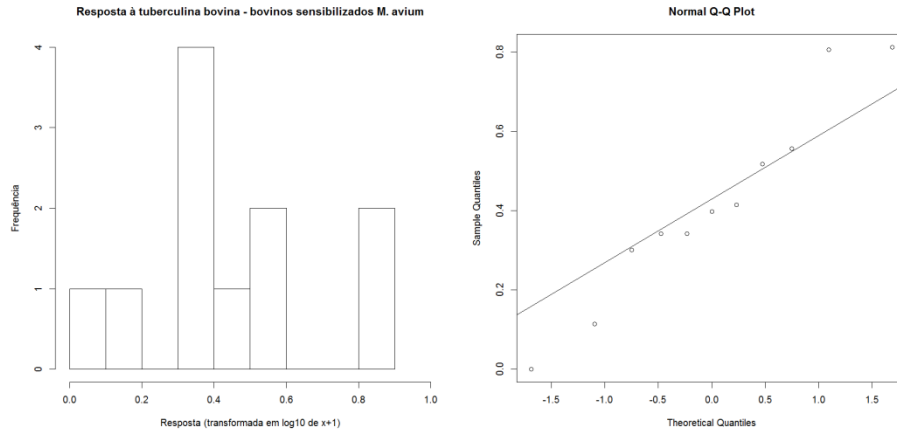 Resposta à tuberculina bovina - bovinos sensibilizados M. avium
4
3
2
1
0
Frequência
0.0 0.2 0.4 0.6 0.8 1.0
Resposta (transformada em log10 de x+1)
Normal Q-Q Plot
0.8
0.6
0.4
0.2
0.0
Sample Quantiles
-1.5 -1.0 -0.5 0.0 0.5 1.0 1.5
Theoretical Quantiles